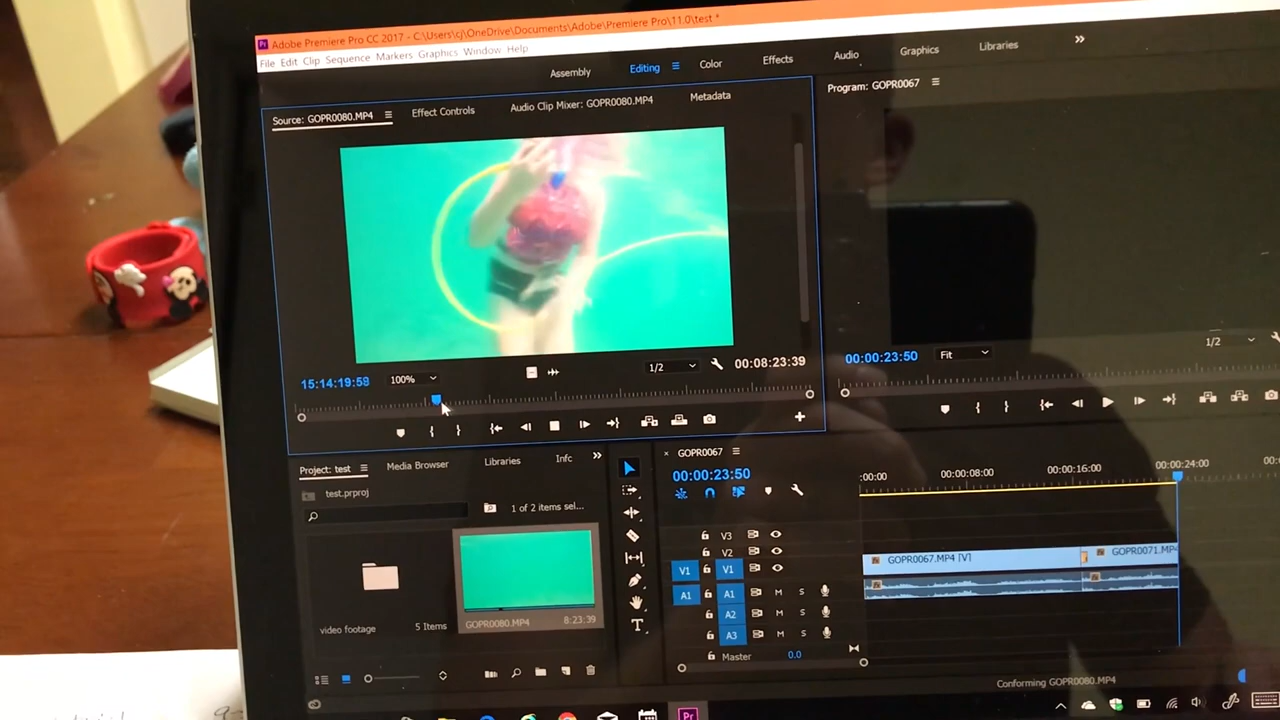 Adobe Premiere Pro CC 2017 - C:\Users\cj\OneDrive\Documents\Adobe\Premiere Pro\11.0\test *
File Edit Clip Sequence Markers Graphics Window Help
Assembly Editing Color Effects Audio Graphics Libraries
Source: GOPR0080.MP4 Effect Controls Audio Clip Mixer: GOPR0080.MP4 Metadata
Program: GOPR0067
15:14:19:59 100% 1/2 00:08:23:39
00:00:23:50 Fit 1/2
Project: test Media Browser Libraries Info
test.prproj
1 of 2 items sel...
video footage 5 Items
GOPR0080.MP4 8:23:39
GOPR0067
00:00:23:50
:00:00 00:00:08:00 00:00:16:00 00:00:24:00
V3
V2
V1 V1
A1 A1 M S
A2 M S
A3 M S
Master 0.0
GOPR0067.MP4 [V] GOPR0071.MP4
Conforming GOPR0080.MP4
Pr